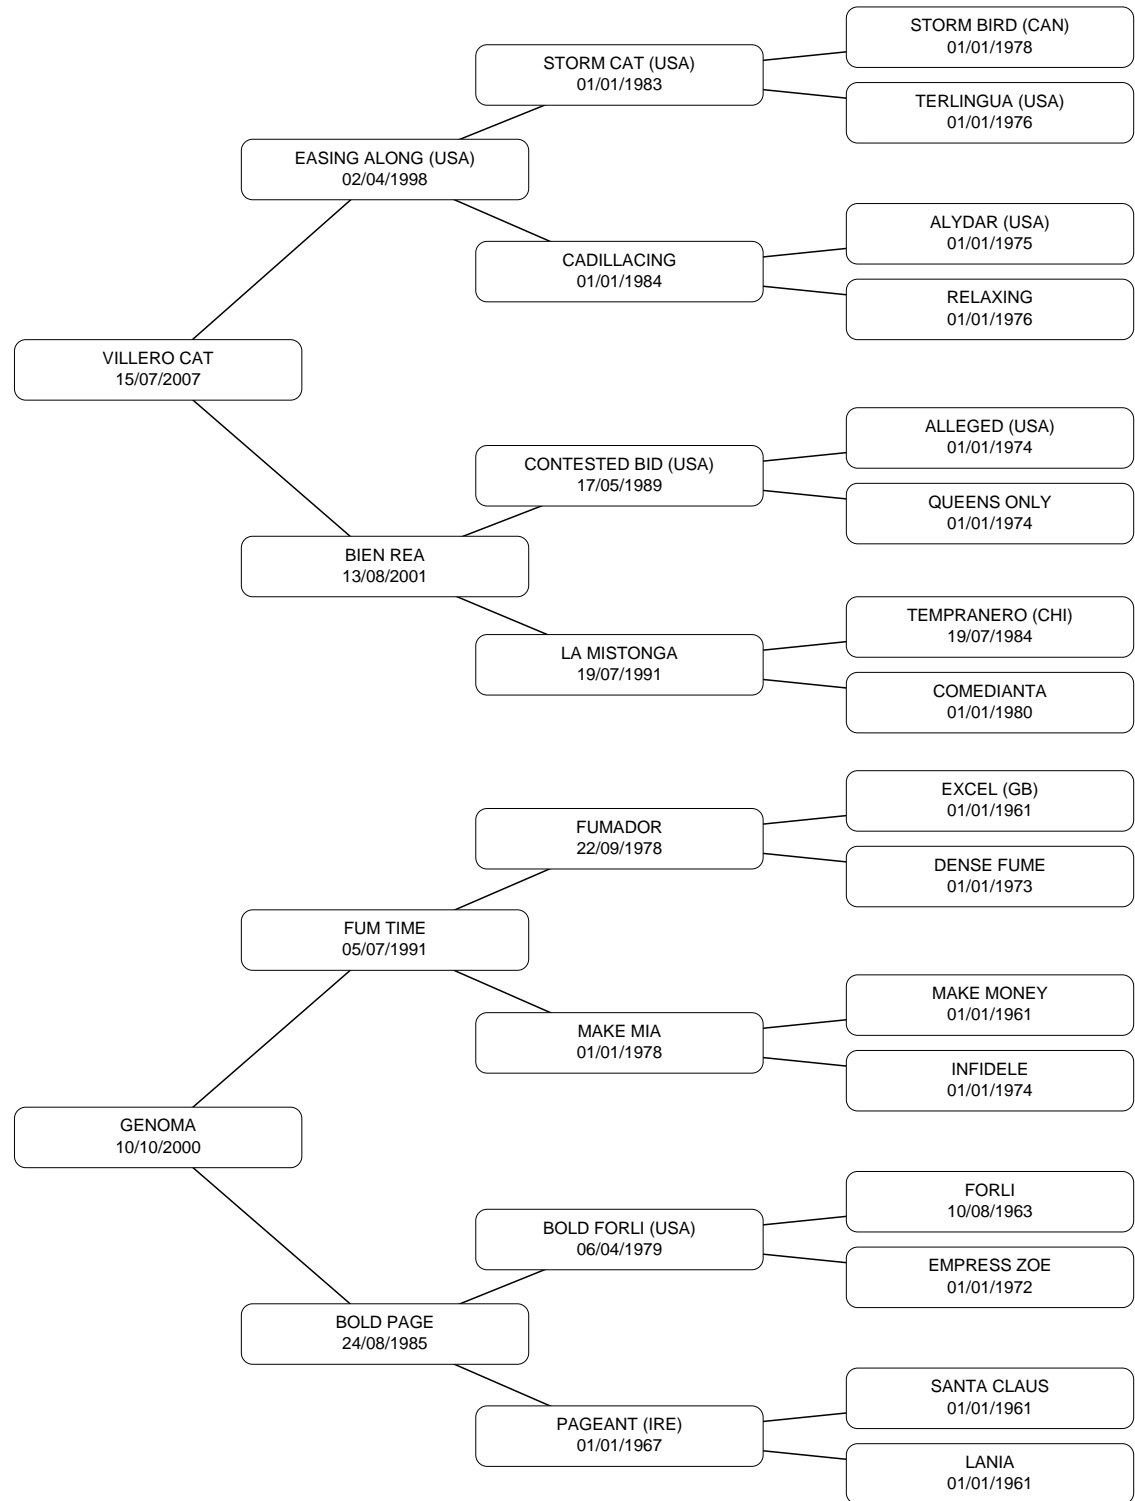 STORM BIRD (CAN)
01/01/1978
STORM CAT (USA)
01/01/1983
TERLINGUA (USA)
01/01/1976
EASING ALONG (USA)
02/04/1998
ALYDAR (USA)
01/01/1975
CADILLACING
01/01/1984
RELAXING
01/01/1976
VILLERO CAT
15/07/2007
ALLEGED (USA)
01/01/1974
CONTESTED BID (USA)
17/05/1989
QUEENS ONLY
01/01/1974
BIEN REA
13/08/2001
TEMPRANERO (CHI)
19/07/1984
LA MISTONGA
19/07/1991
COMEDIANTA
01/01/1980
EXCEL (GB)
01/01/1961
FUMADOR
22/09/1978
DENSE FUME
01/01/1973
FUM TIME
05/07/1991
MAKE MONEY
01/01/1961
MAKE MIA
01/01/1978
INFIDELE
01/01/1974
GENOMA
10/10/2000
FORLI
10/08/1963
BOLD FORLI (USA)
06/04/1979
EMPRESS ZOE
01/01/1972
BOLD PAGE
24/08/1985
SANTA CLAUS
01/01/1961
PAGEANT (IRE)
01/01/1967
LANIA
01/01/1961